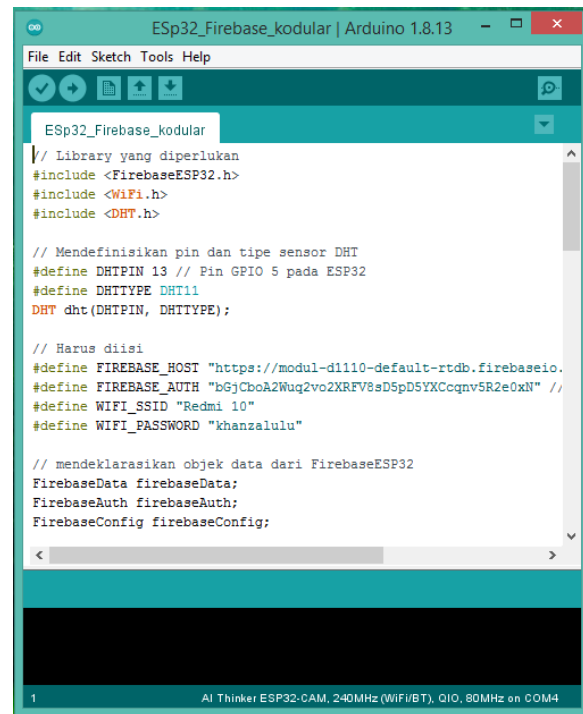 ESp32_Firebase_kodular | Arduino 1.8.13
File Edit Sketch Tools Help
ESp32_Firebase_kodular
// Library yang diperlukan
#include <FirebaseESP32.h>
#include <WiFi.h>
#include <DHT.h>
// Mendefinisikan pin dan tipe sensor DHT
#define DHTPIN 13 // Pin GPIO 5 pada ESP32
#define DHTTYPE DHT11
DHT dht(DHTPIN, DHTTYPE);
// Harus diisi
#define FIREBASE_HOST "https://modul-d1110-default-rtdb.firebaseio.
#define FIREBASE_AUTH "bGjCboA2Wuq2vo2XRFV8sD5pD5YXCcqnv5R2e0xN" //
#define WIFI_SSID "Redmi 10"
#define WIFI_PASSWORD "khanzalulu"
// mendeklarasikan objek data dari FirebaseESP32
FirebaseData firebaseData;
FirebaseAuth firebaseAuth;
FirebaseConfig firebaseConfig;
1 AI Thinker ESP32-CAM, 240MHz (WiFi/BT), QIO, 80MHz on COM4